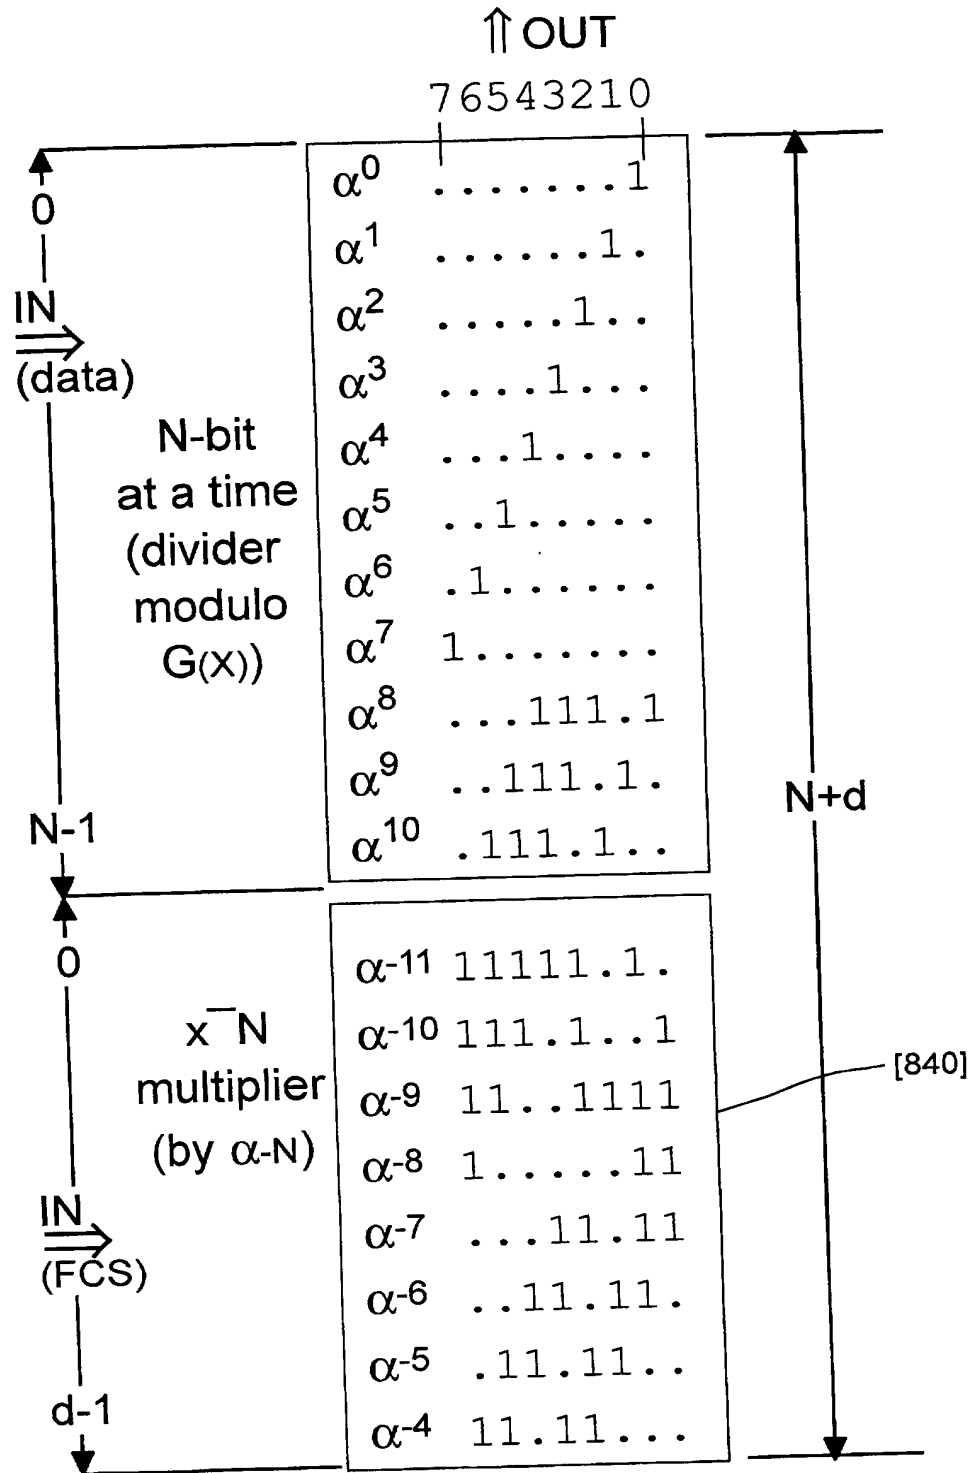 ⇑ OUT
76543210
α0 .......1
0
α1 ......1.
IN
α2 .....1..
(data)
α3 ....1...
N-bit
α4 ...1....
at a time
α5 ..1.....
(divider
α6 .1......
modulo
α7 1.......
G(X))
α8 ...111.1
α9 ..111.1.
N+d
N-1
α10 .111.1..
0
α-11 11111.1.
x‾N
α-10 111.1..1
[840]
multiplier
α-9 11..1111
(by α-N)
α-8 1.....11
IN
α-7 ...11.11
(FCS)
α-6 ..11.11.
α-5 .11.11..
d-1
α-4 11.11...